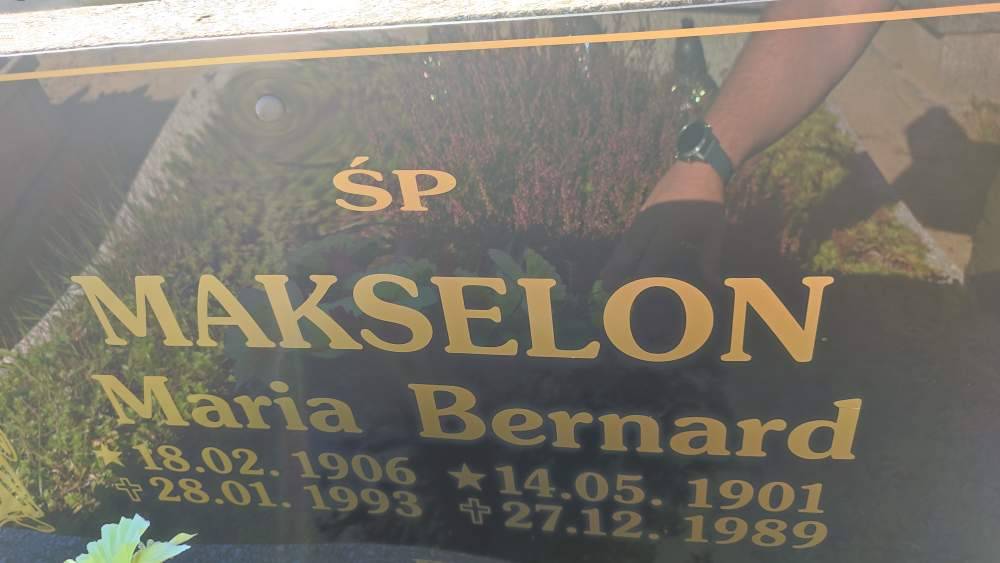 ŚP
MAKSELON
Maria Bernard
★ 18.02. 1906 ★ 14.05. 1901
✝ 28.01. 1993 ✝ 27.12. 1989